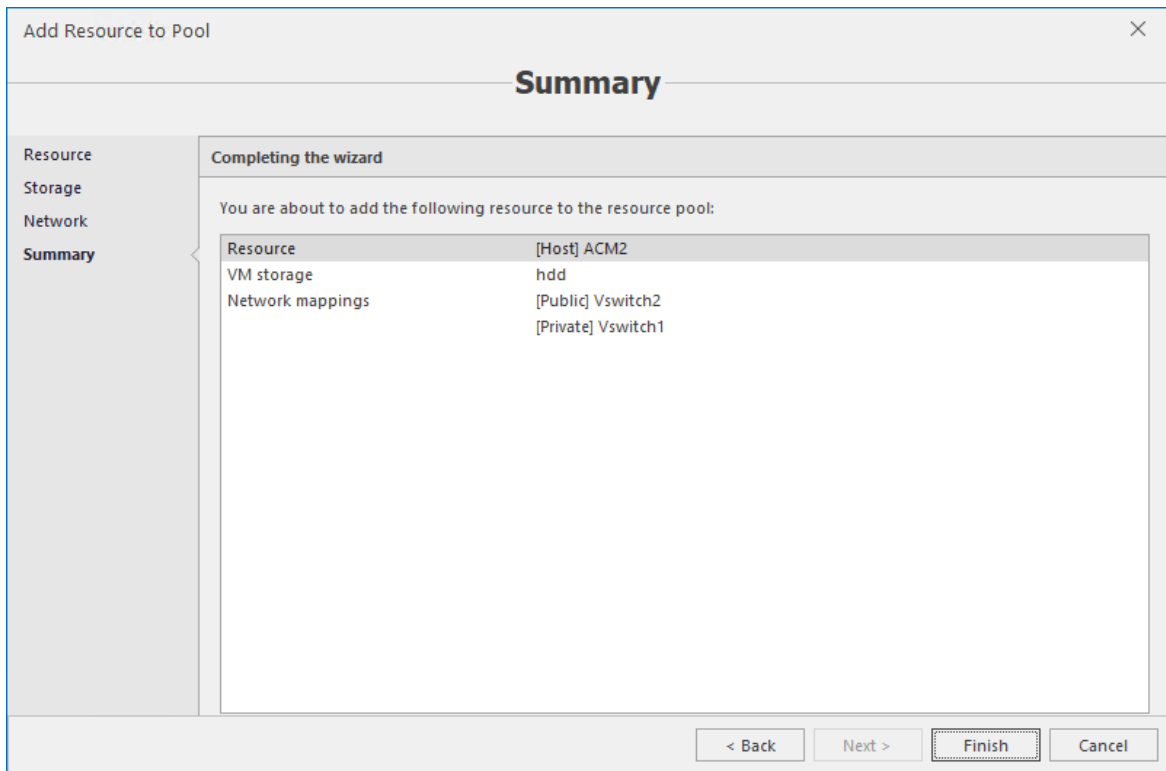 Add Resource to Pool
Summary
Resource
Storage
Network
Summary
Completing the wizard
You are about to add the following resource to the resource pool:
Resource [Host] ACM2
VM storage hdd
Network mappings [Public] Vswitch2
[Private] Vswitch1
< Back Next > Finish Cancel